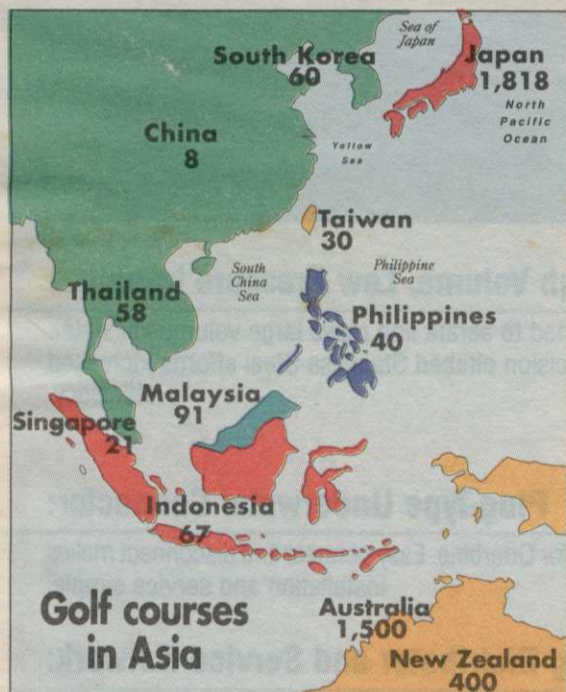 Sea of
Japan
South Korea
60
Japan
1,818
North
Pacific
Ocean
China
8
Yellow
Sea
Taiwan
30
South
China
Sea
Philippine
Sea
Thailand
58
Philippines
40
Malaysia
91
Singapore
21
Indonesia
67
Golf courses
in Asia
Australia
1,500
New Zealand
400